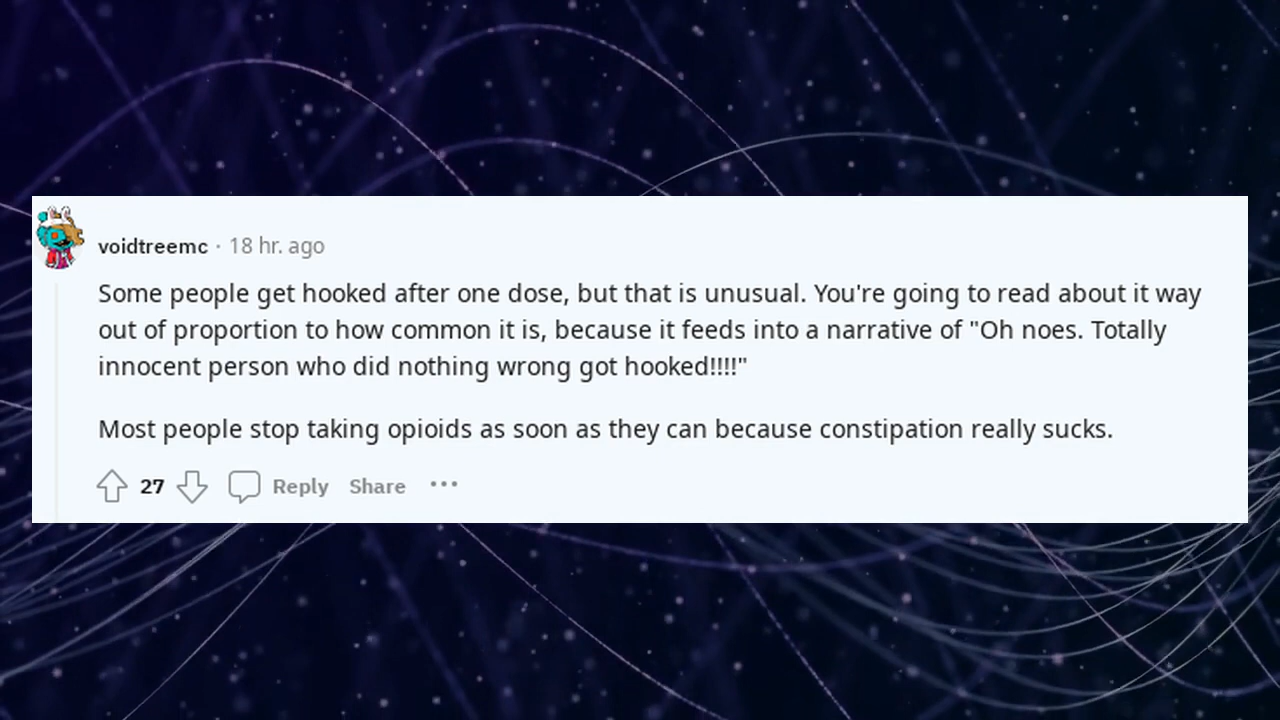 voidtreemc · 18 hr. ago
Some people get hooked after one dose, but that is unusual. You're going to read about it way
out of proportion to how common it is, because it feeds into a narrative of "Oh noes. Totally
innocent person who did nothing wrong got hooked!!!!"
Most people stop taking opioids as soon as they can because constipation really sucks.
27 Reply Share ···